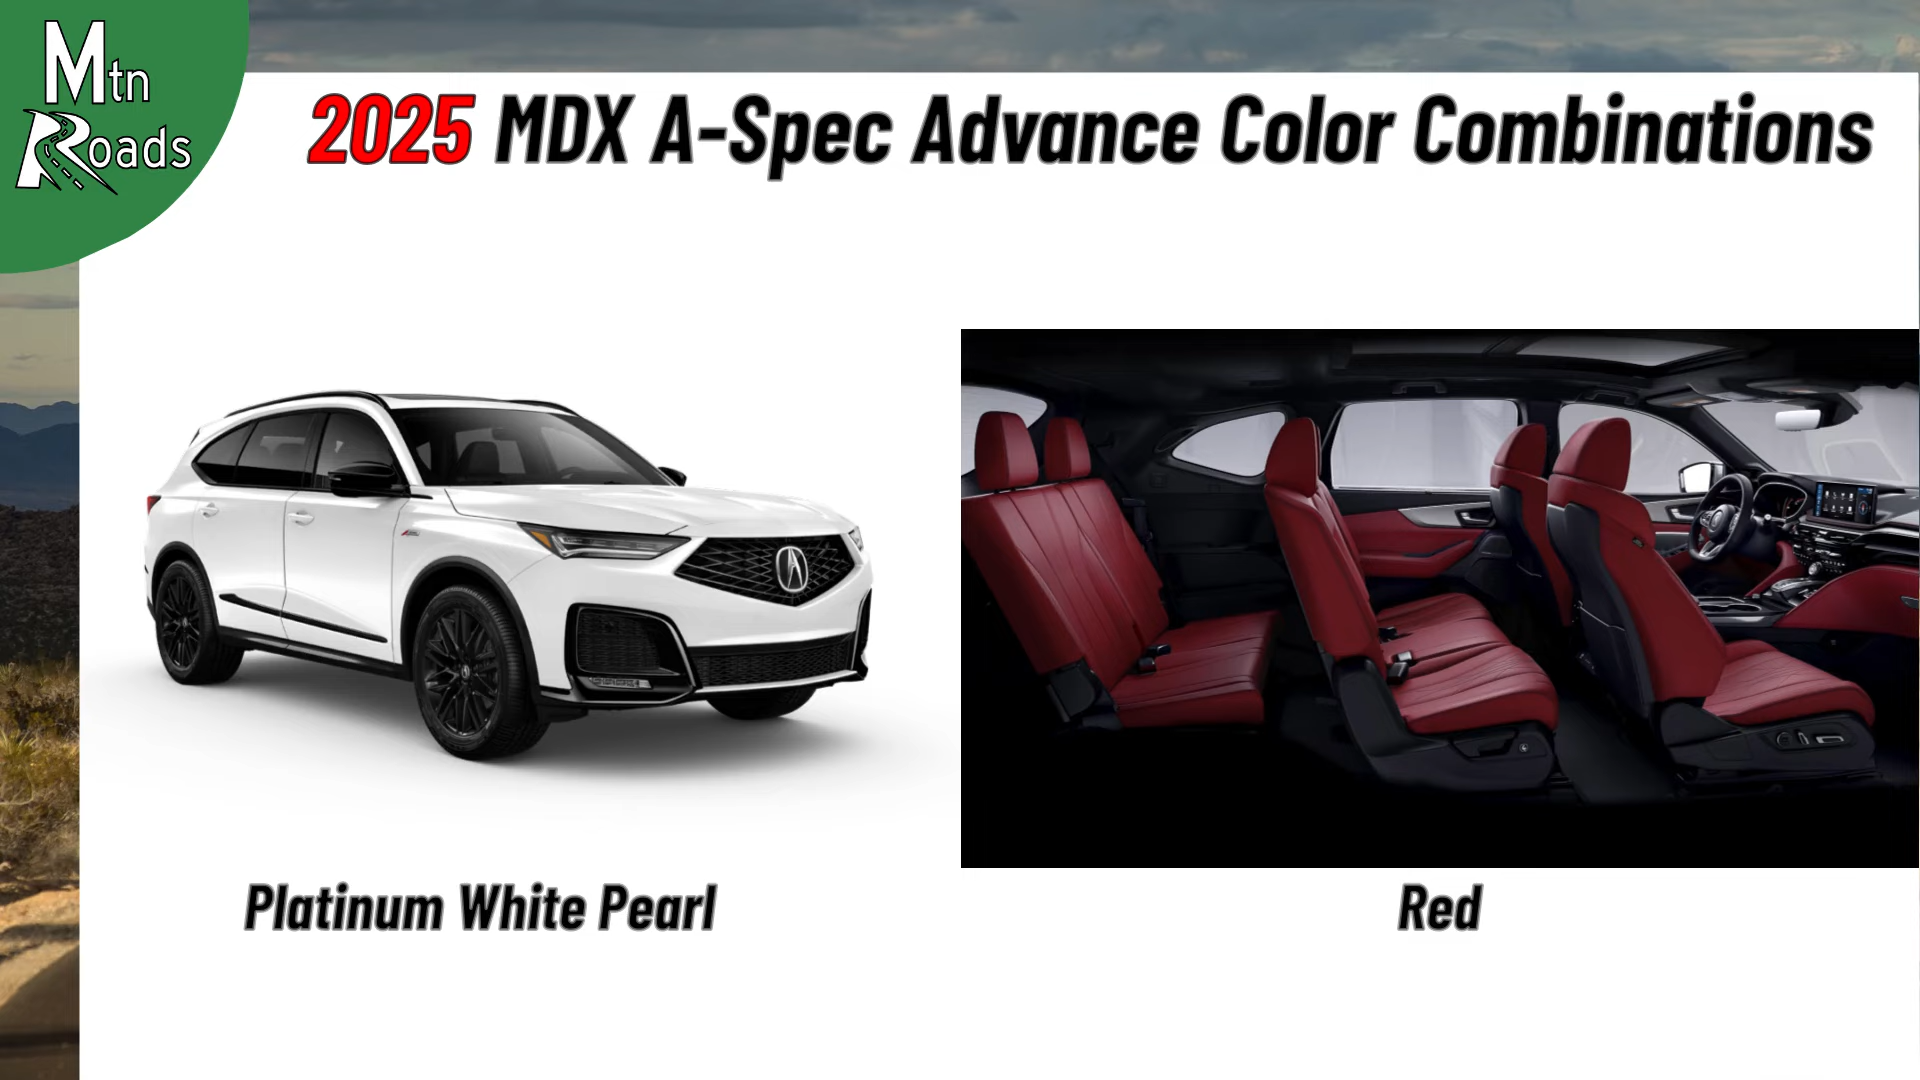 Mtn
Roads
2025 MDX A-Spec Advance Color Combinations
Platinum White Pearl
Red